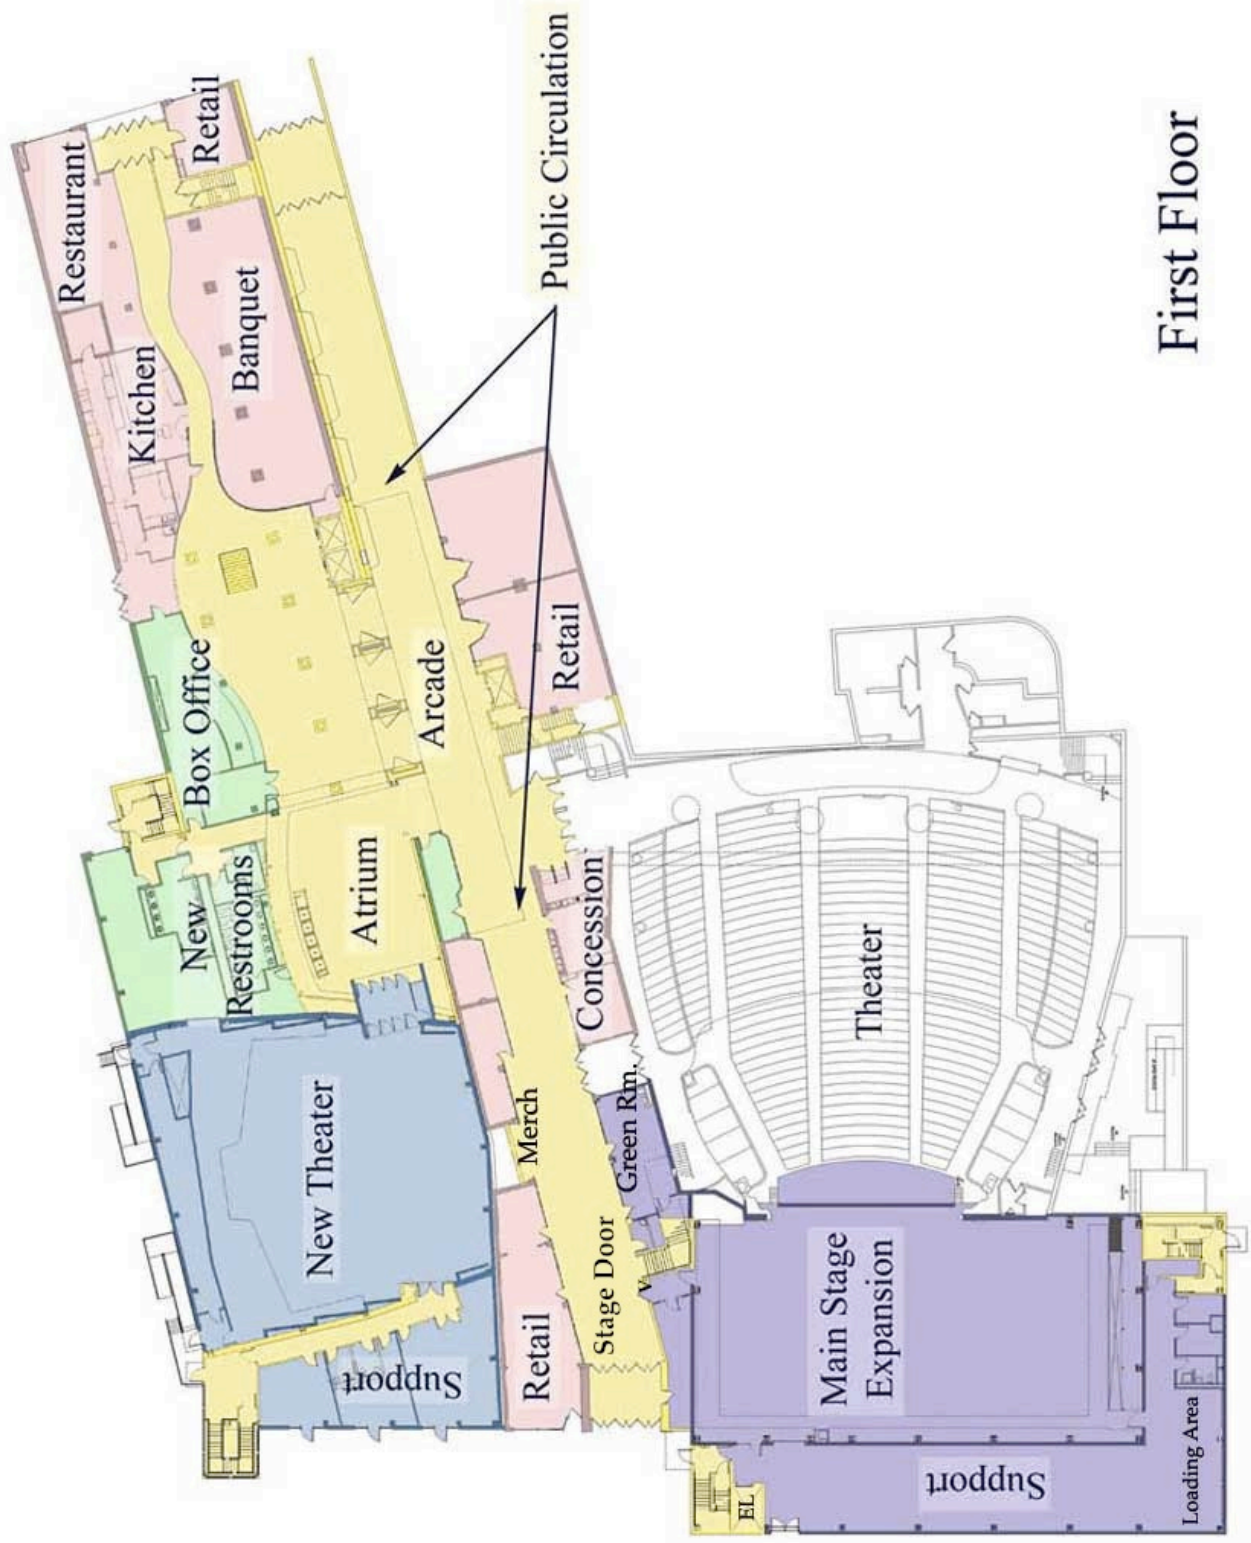 First Floor
Public Circulation
Restaurant
Retail
Kitchen
Banquet
Box Office
Arcade
Retail
New
Restrooms
Atrium
Concession
Theater
New Theater
Merch
Green Rm.
Support
Retail
Stage Door
V
Main Stage
Expansion
Support
EL
Loading Area